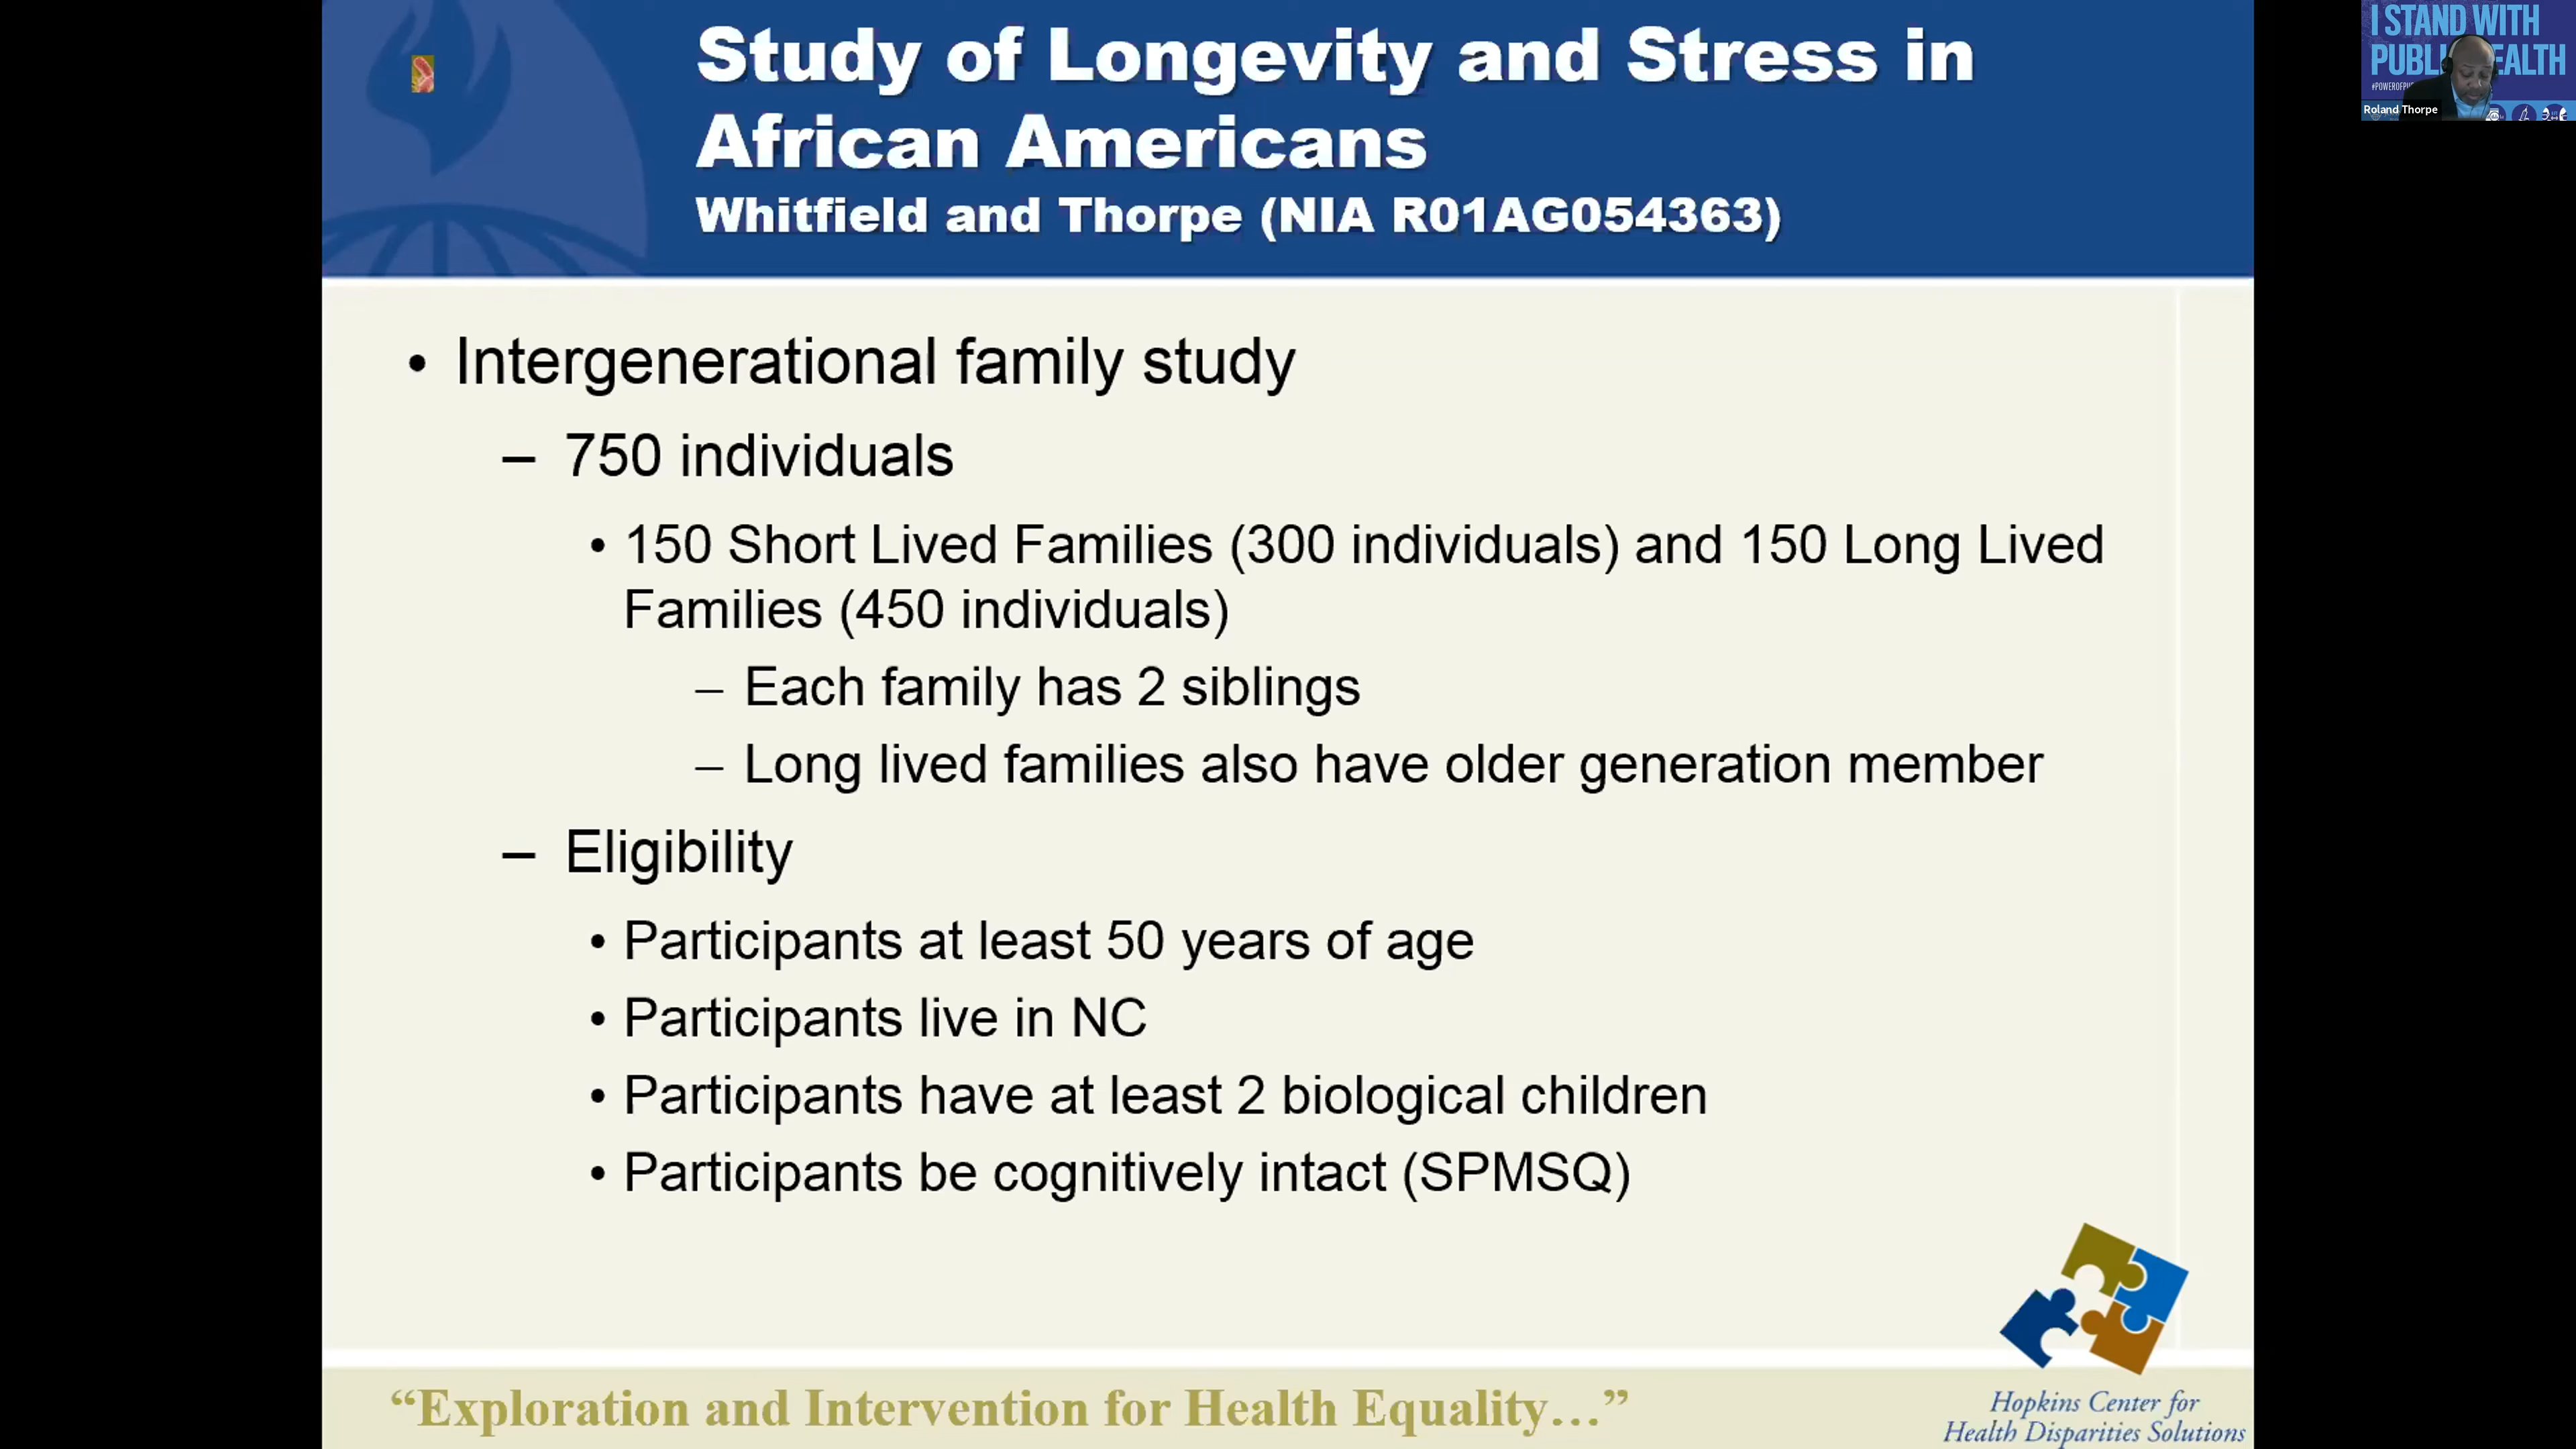 Study of Longevity and Stress in
African Americans
Whitfield and Thorpe (NIA R01AG054363)
• Intergenerational family study
– 750 individuals
• 150 Short Lived Families (300 individuals) and 150 Long Lived
Families (450 individuals)
– Each family has 2 siblings
– Long lived families also have older generation member
– Eligibility
• Participants at least 50 years of age
• Participants live in NC
• Participants have at least 2 biological children
• Participants be cognitively intact (SPMSQ)
“Exploration and Intervention for Health Equality…”
Hopkins Center for
Health Disparities Solutions
I STAND WITH
Roland Thorpe